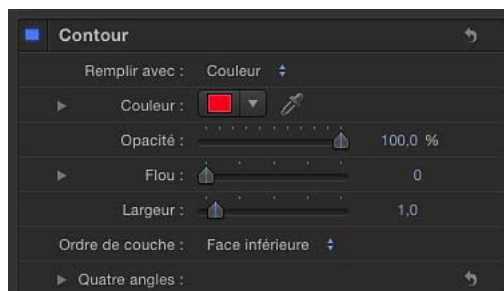 Contour
Remplir avec : Couleur
Couleur :
Opacité : 100,0 %
Flou : 0
Largeur : 1,0
Ordre de couche : Face inférieure
Quatre angles :